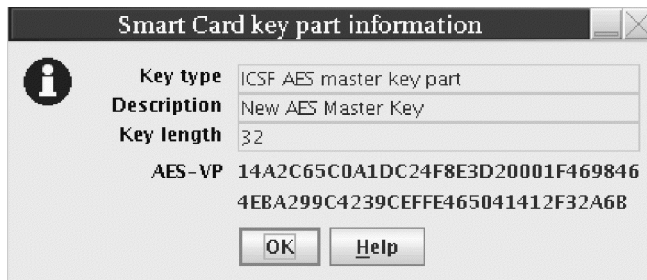 Smart Card key part information
Key type ICSF AES master key part
Description New AES Master Key
Key length 32
AES-VP 14A2C65C0A1DC24F8E3D20001F469846
4EBA299C4239CEFFE465041412F32A6B
OK Help